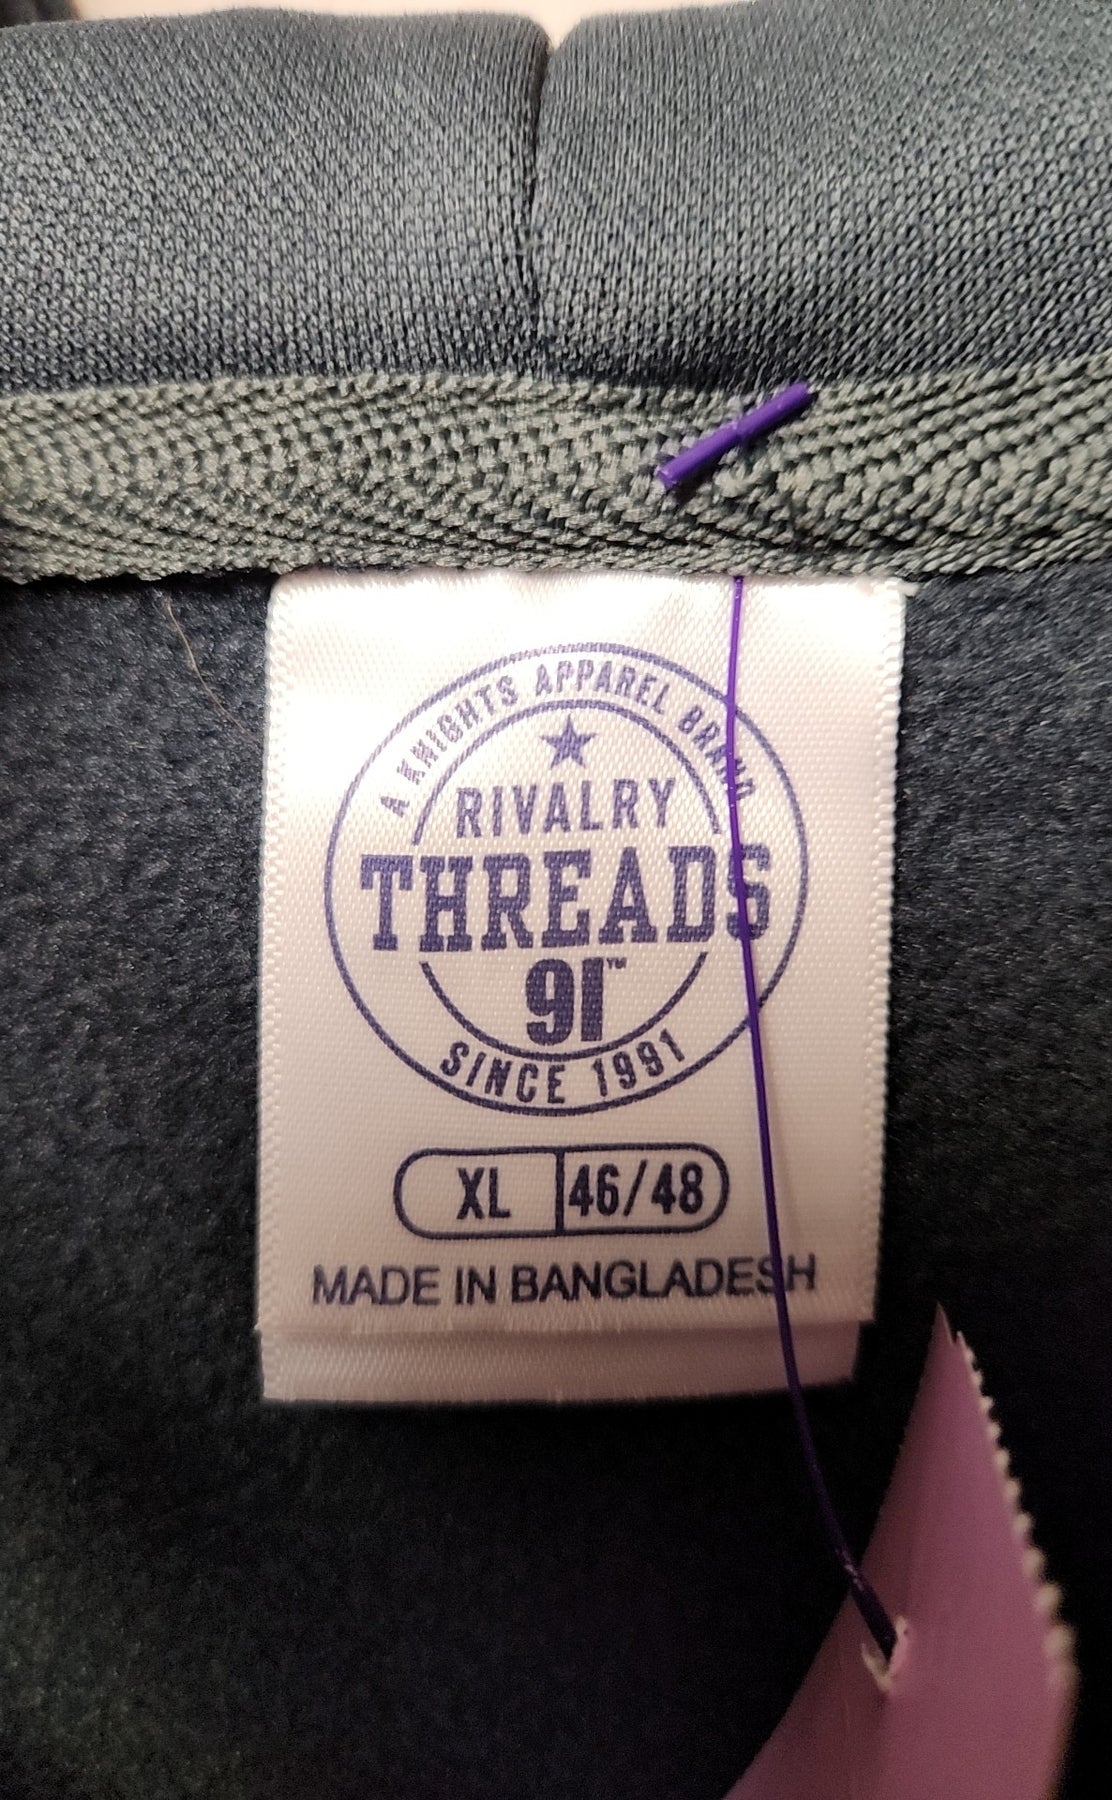 A KNIGHTS APPAREL BRAND
RIVALRY
THREADS
91™
SINCE 1991
XL 46/48
MADE IN BANGLADESH